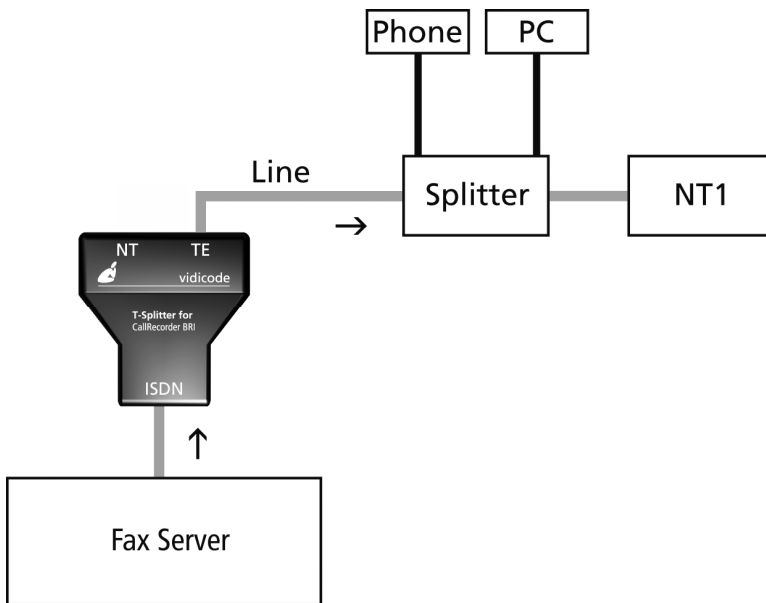 Phone
PC
Line
Splitter
NT1
NT TE
vidicode
T-Splitter for
CallRecorder BRI
ISDN
Fax Server